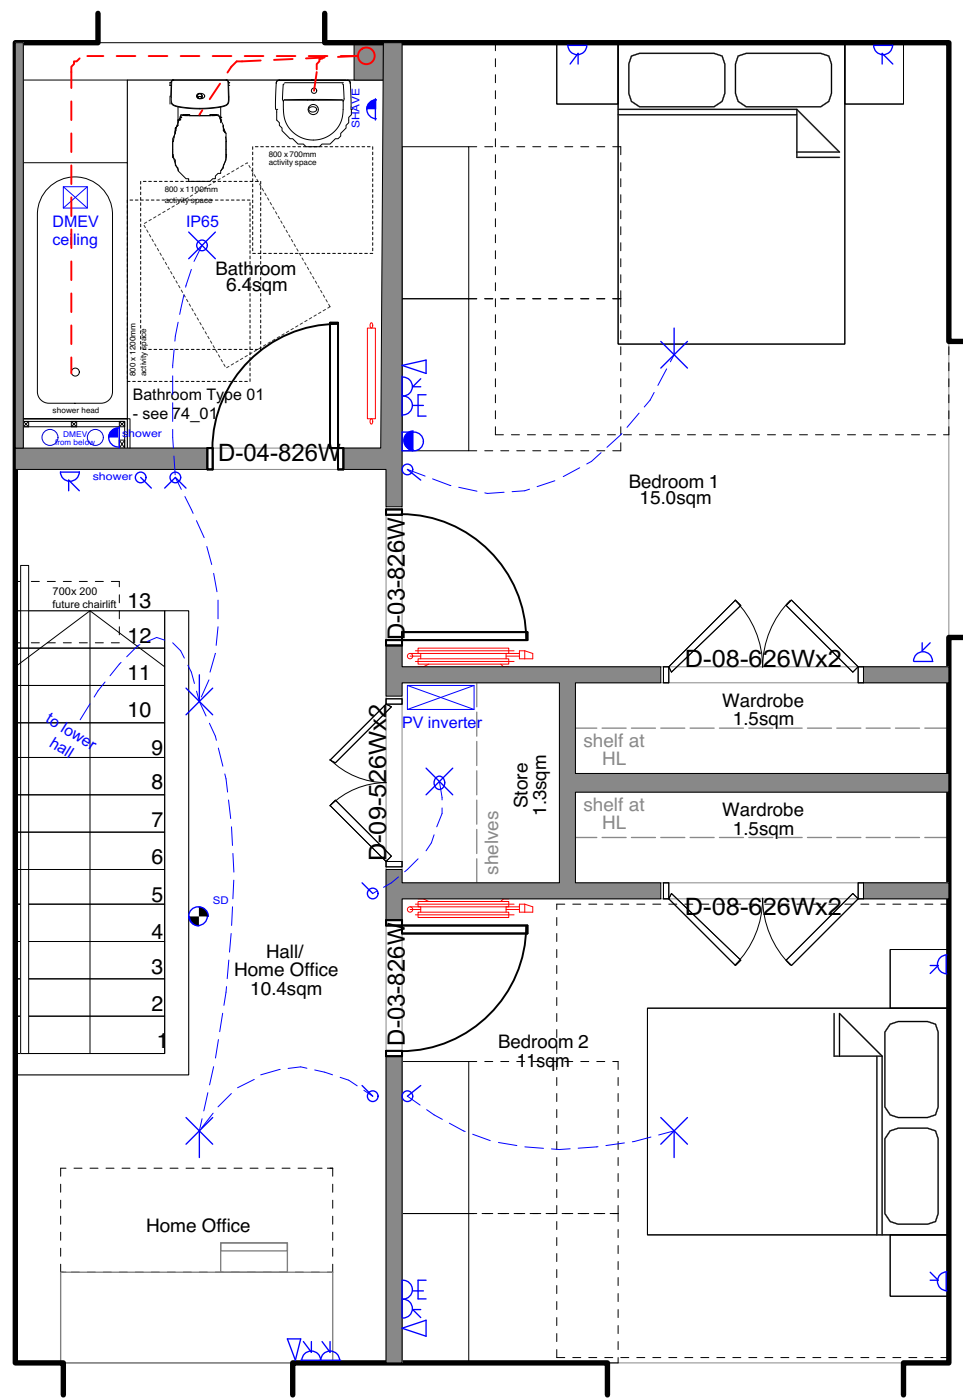 SHAVE
800 x 700mm
activity space
800 x 1100mm
activity space
DMEV
ceiling
IP65
Bathroom
6.4sqm
800 x 1200mm
activity space
Bathroom Type 01
- see 74_01
shower head
DMEV
from below
shower
D-04-826W
shower
Bedroom 1
15.0sqm
D-03-826W
700x 200
future chairlift
13
12
11
10
9
8
7
6
5
4
3
2
1
to lower
hall
D-08-626Wx2
PV inverter
Wardrobe
1.5sqm
shelf at
HL
D-09-526Wx2
Store
1.3sqm
shelves
shelf at
HL
Wardrobe
1.5sqm
SD
D-08-626Wx2
Hall/
Home Office
10.4sqm
D-03-826W
Bedroom 2
11sqm
Home Office